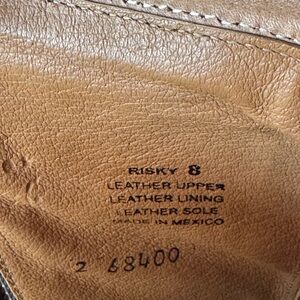 RISKY 8
LEATHER UPPER
LEATHER LINING
LEATHER SOLE
MADE IN MEXICO
2 68400